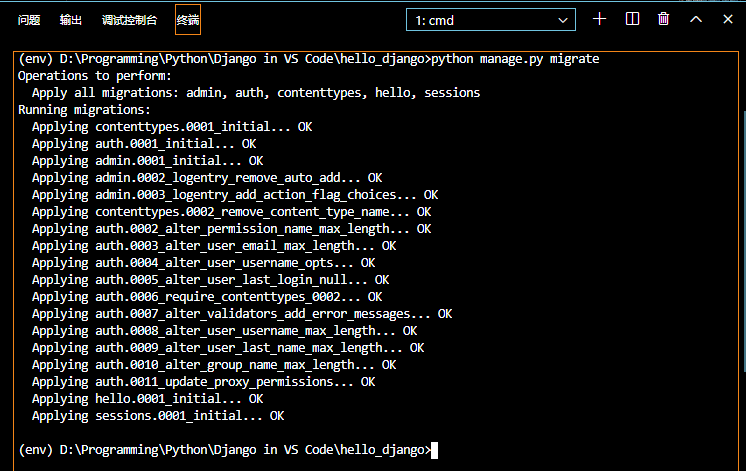 问题 输出 调试控制台 终端 1: cmd
(env) D:\Programming\Python\Django in VS Code\hello_django>python manage.py migrate
Operations to perform:
  Apply all migrations: admin, auth, contenttypes, hello, sessions
Running migrations:
  Applying contenttypes.0001_initial... OK
  Applying auth.0001_initial... OK
  Applying admin.0001_initial... OK
  Applying admin.0002_logentry_remove_auto_add... OK
  Applying admin.0003_logentry_add_action_flag_choices... OK
  Applying contenttypes.0002_remove_content_type_name... OK
  Applying auth.0002_alter_permission_name_max_length... OK
  Applying auth.0003_alter_user_email_max_length... OK
  Applying auth.0004_alter_user_username_opts... OK
  Applying auth.0005_alter_user_last_login_null... OK
  Applying auth.0006_require_contenttypes_0002... OK
  Applying auth.0007_alter_validators_add_error_messages... OK
  Applying auth.0008_alter_user_username_max_length... OK
  Applying auth.0009_alter_user_last_name_max_length... OK
  Applying auth.0010_alter_group_name_max_length... OK
  Applying auth.0011_update_proxy_permissions... OK
  Applying hello.0001_initial... OK
  Applying sessions.0001_initial... OK
(env) D:\Programming\Python\Django in VS Code\hello_django>